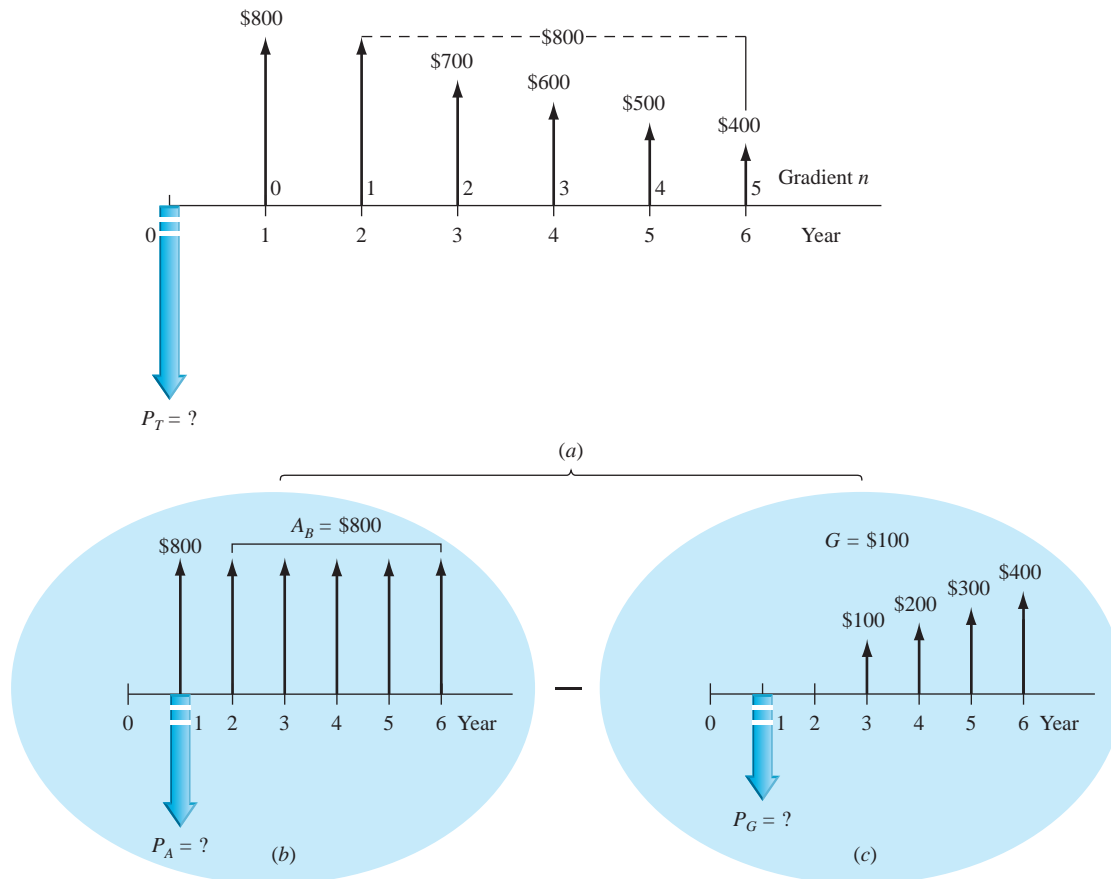 $800
$800
$700
$600
$500
$400
0 1 2 3 4 5 Gradient n
0 1 2 3 4 5 6 Year
P_T = ?
(a)
A_B = $800
$800
0 1 2 3 4 5 6 Year
P_A = ?
(b)
G = $100
$400
$300
$200
$100
0 1 2 3 4 5 6 Year
P_G = ?
(c)